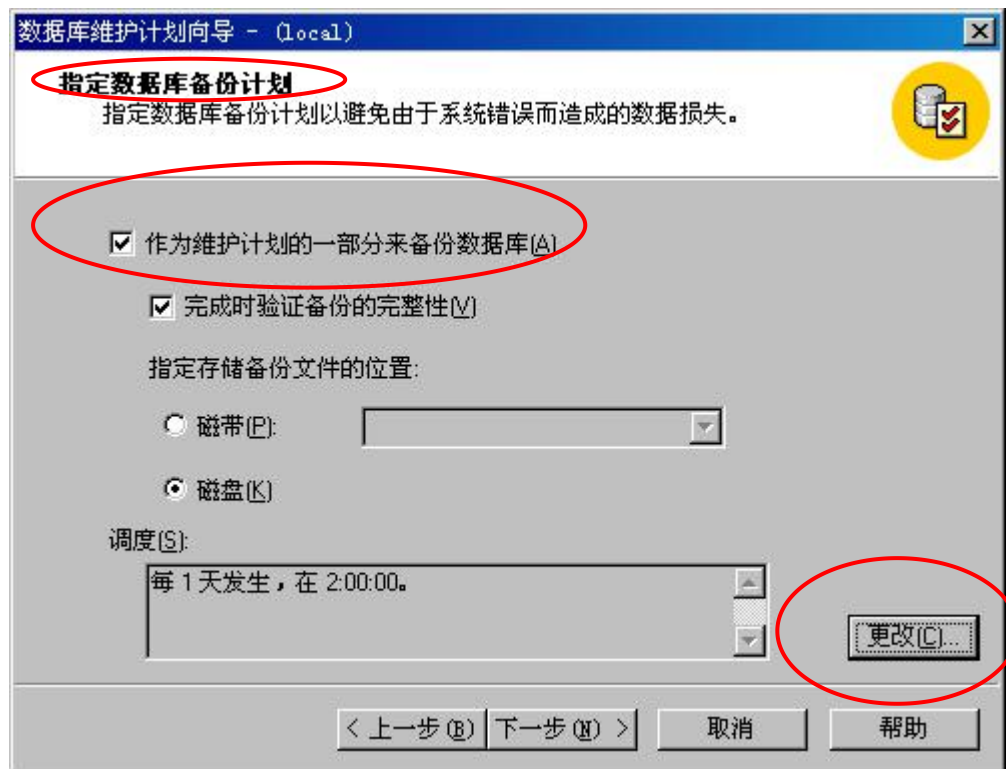 数据库维护计划向导 - (local)
指定数据库备份计划
指定数据库备份计划以避免由于系统错误而造成的数据损失。
作为维护计划的一部分来备份数据库(A)
完成时验证备份的完整性(V)
指定存储备份文件的位置:
磁带(P):
磁盘(K)
调度(S):
每 1 天发生，在 2:00:00。
更改(C)...
< 上一步(B) 下一步(N) > 取消 帮助